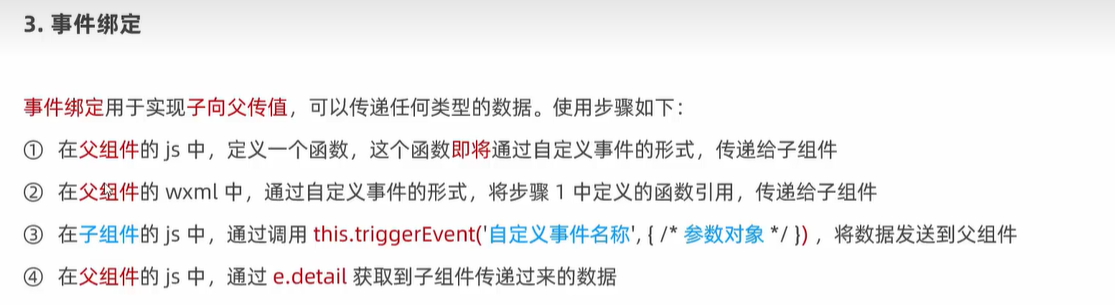 3. 事件绑定
事件绑定用于实现子向父传值，可以传递任何类型的数据。使用步骤如下：
① 在父组件的 js 中，定义一个函数，这个函数即将通过自定义事件的形式，传递给子组件
② 在父组件的 wxml 中，通过自定义事件的形式，将步骤 1 中定义的函数引用，传递给子组件
③ 在子组件的 js 中，通过调用 this.triggerEvent('自定义事件名称', { /* 参数对象 */ }) ，将数据发送到父组件
④ 在父组件的 js 中，通过 e.detail 获取到子组件传递过来的数据